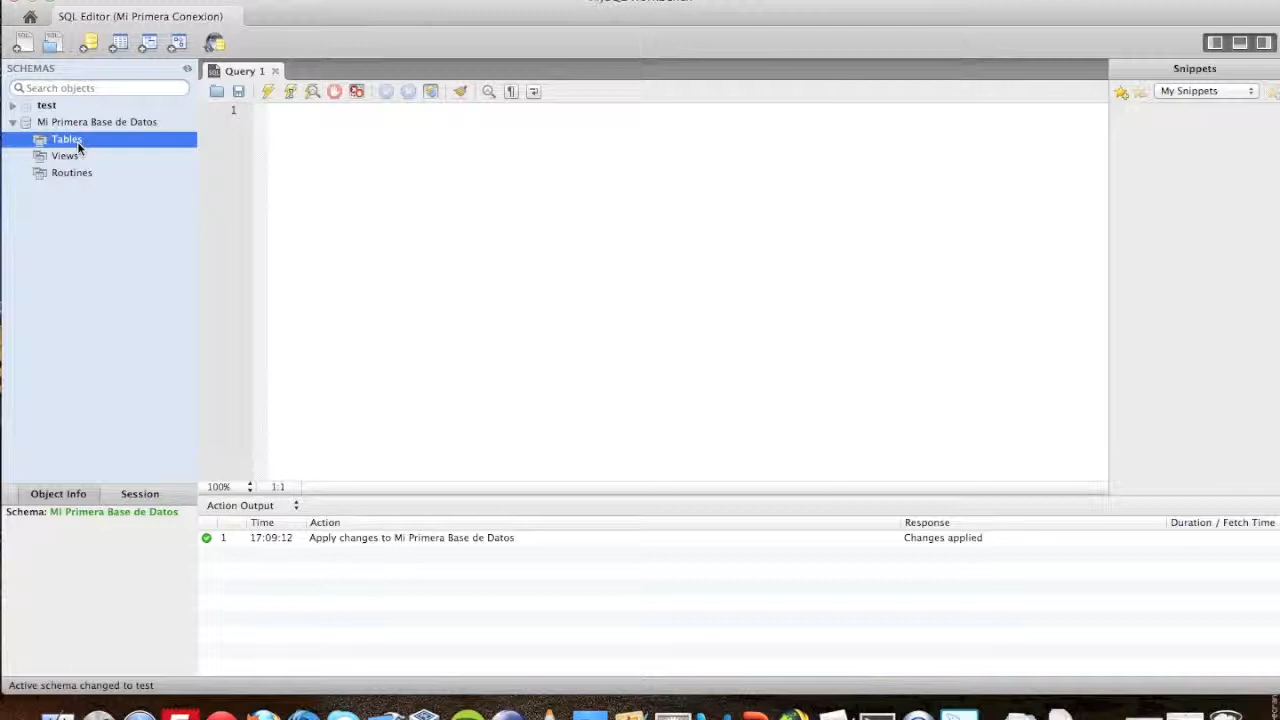 SQL Editor (Mi Primera Conexion)
SCHEMAS
Query 1
Snippets
Search objects
My Snippets
test
1
Mi Primera Base de Datos
Tables
Views
Routines
100%
1:1
Object Info
Session
Action Output
Schema: Mi Primera Base de Datos
Time
Action
Response
Duration / Fetch Time
1
17:09:12
Apply changes to Mi Primera Base de Datos
Changes applied
Active schema changed to test